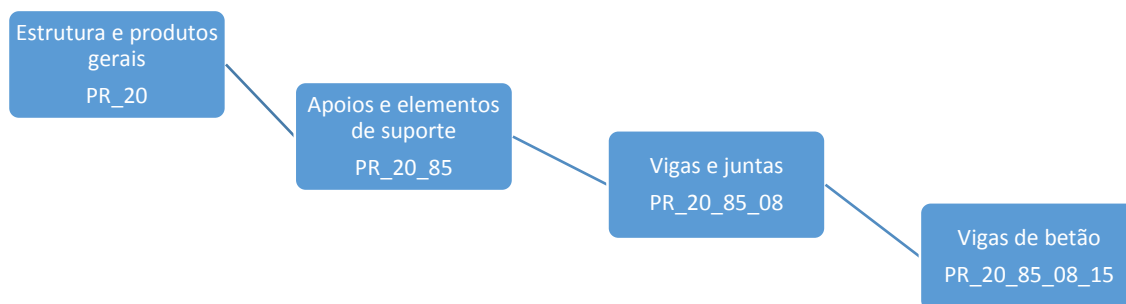 Estrutura e produtos
gerais
PR_20
Apoios e elementos
de suporte
PR_20_85
Vigas e juntas
PR_20_85_08
Vigas de betão
PR_20_85_08_15